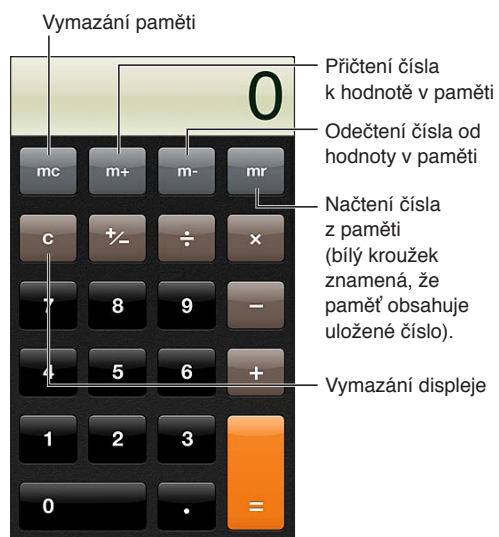 Vymazání paměti
Přičtení čísla
k hodnotě v paměti
0
Odečtení čísla od
hodnoty v paměti
mc m+ m- mr
Načtení čísla
z paměti
(bílý kroužek
znamená, že
paměť obsahuje
uložené číslo).
c +/− ÷ ×
7 8 9 −
4 5 6 +
Vymazání displeje
1 2 3
0 . =